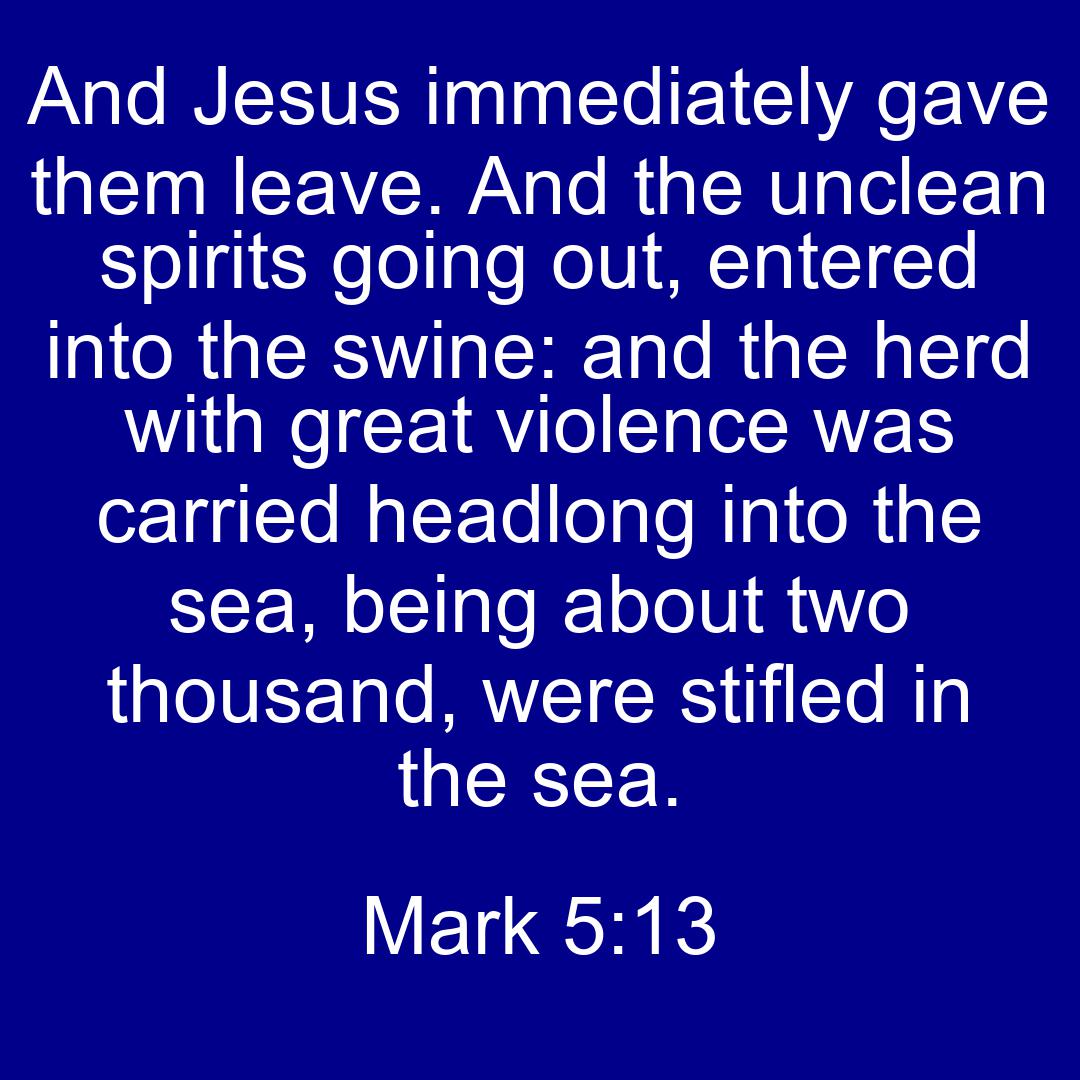 And Jesus immediately gave
them leave. And the unclean
spirits going out, entered
into the swine: and the herd
with great violence was
carried headlong into the
sea, being about two
thousand, were stifled in
the sea.
Mark 5:13